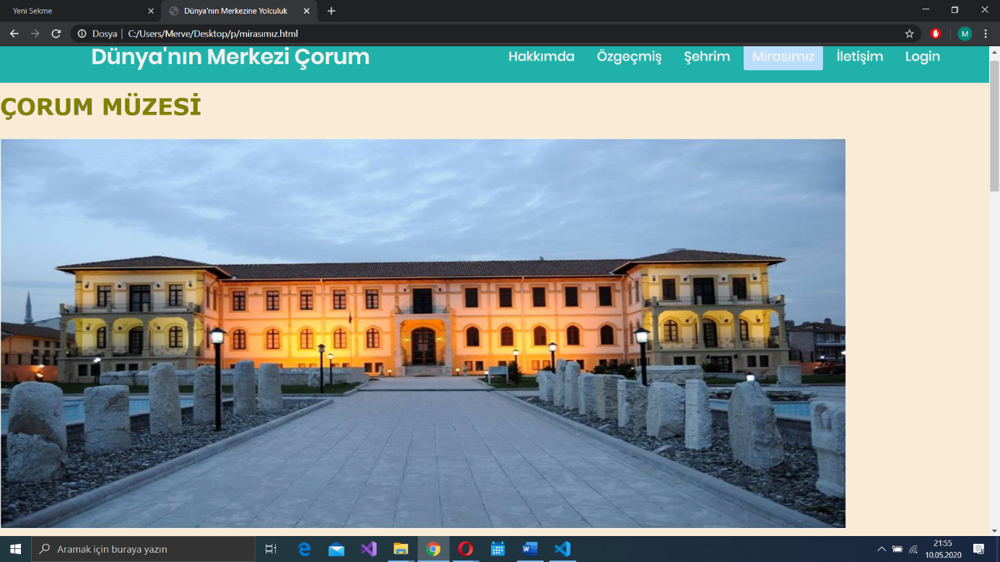 Yeni Sekme
Dünya'nın Merkezine Yolculuk
Dosya | C:/Users/Merve/Desktop/p/mirasımız.html
M
Dünya'nın Merkezi Çorum
Hakkımda Özgeçmiş Şehrim Mirasımız İletişim Login
ÇORUM MÜZESİ
Aramak için buraya yazın
21:55
10.05.2020